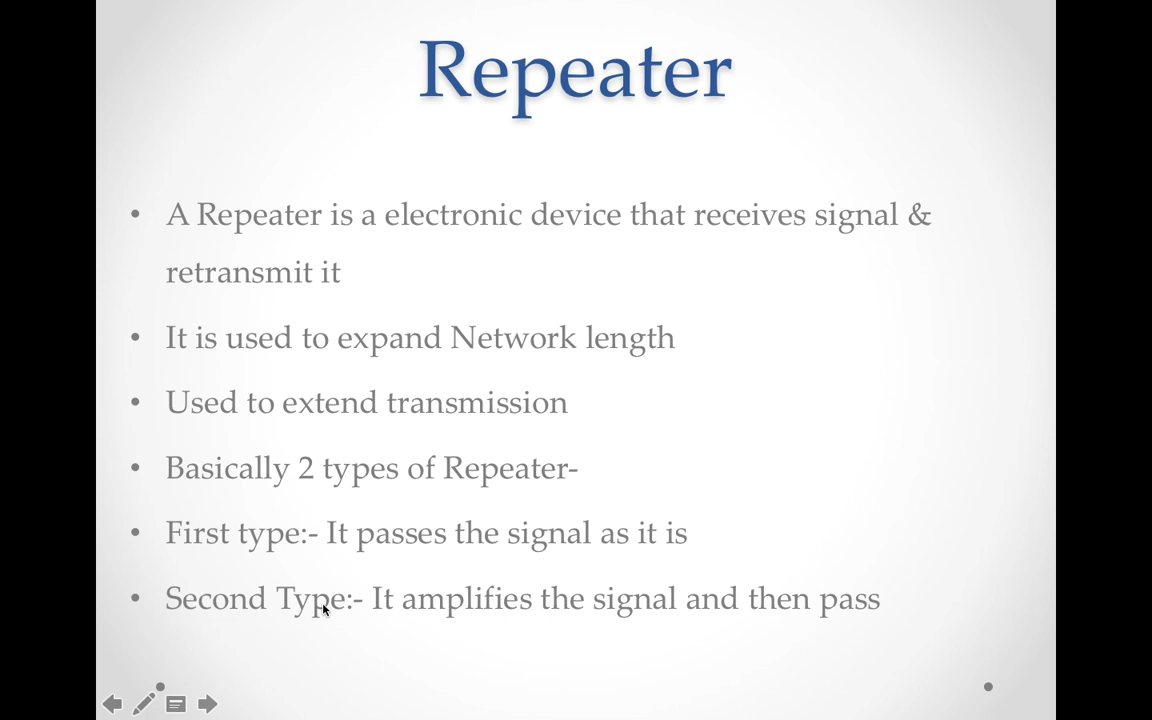 Repeater
• A Repeater is a electronic device that receives signal &
retransmit it
• It is used to expand Network length
• Used to extend transmission
• Basically 2 types of Repeater-
• First type:- It passes the signal as it is
• Second Type:- It amplifies the signal and then pass